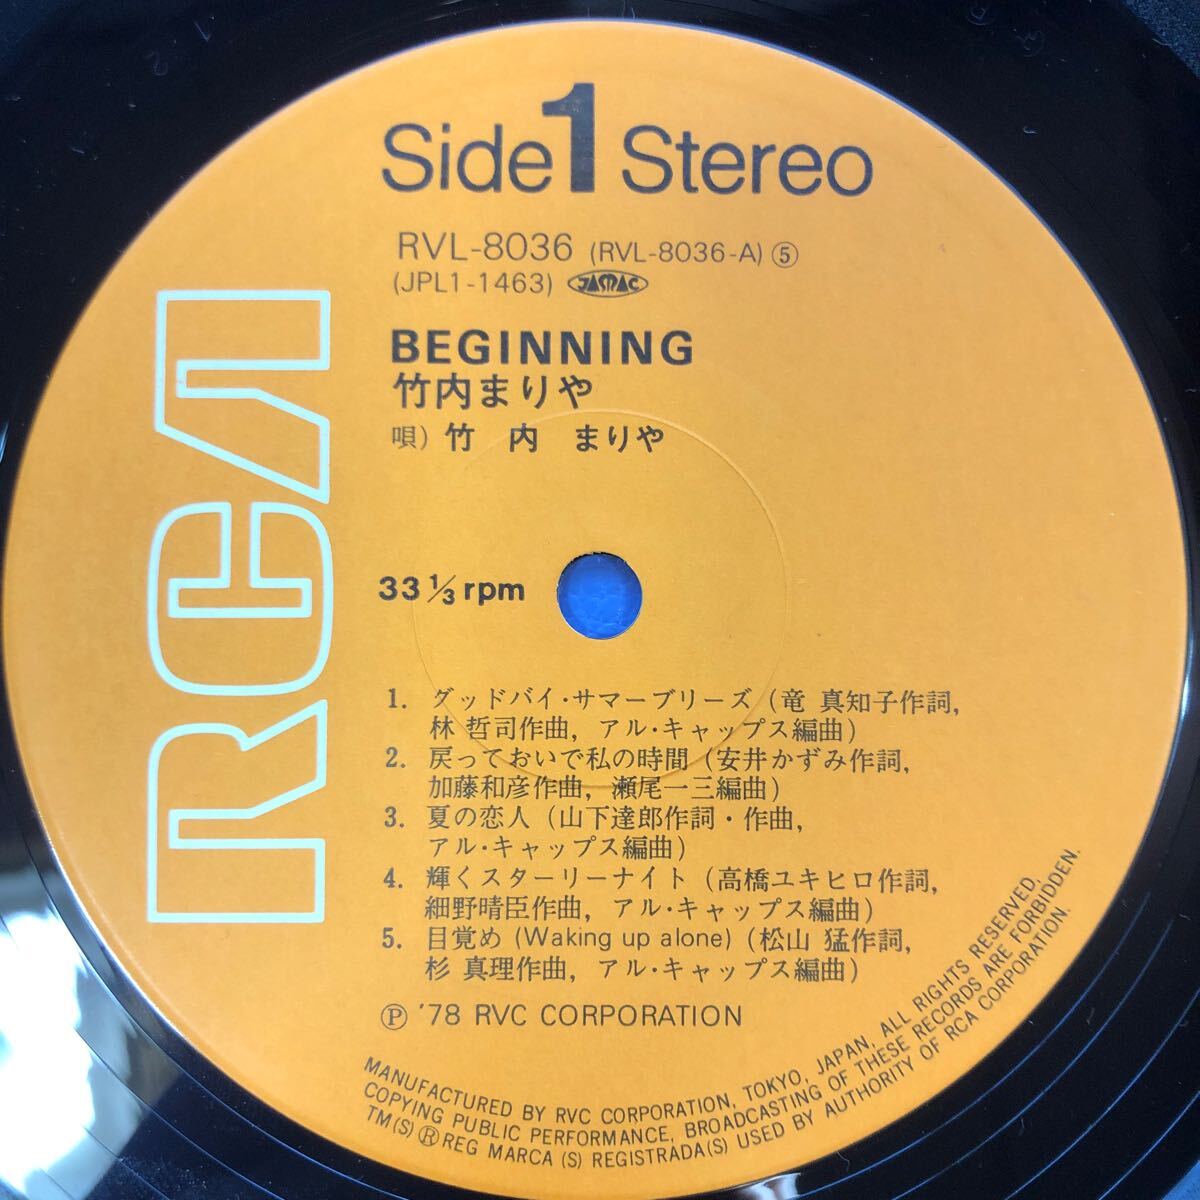 Side 1 Stereo
RVL-8036 (RVL-8036-A) ⑤
(JPL1-1463) JASRAC
BEGINNING
竹内まりや
唄) 竹 内 まりや
RCA
33 1/3 rpm
1. グッドバイ・サマーブリーズ (竜 真知子作詞,
林 哲司作曲, アル・キャップス編曲)
2. 戻っておいで私の時間 (安井かずみ作詞,
加藤和彦作曲, 瀬尾一三編曲)
3. 夏の恋人 (山下達郎作詞・作曲,
アル・キャップス編曲)
4. 輝くスターリーナイト (高橋ユキヒロ作詞,
細野晴臣作曲, アル・キャップス編曲)
5. 目覚め (Waking up alone) (松山 猛作詞,
杉 真理作曲, アル・キャップス編曲)
Ⓟ '78 RVC CORPORATION
MANUFACTURED BY RVC CORPORATION, TOKYO, JAPAN, ALL RIGHTS RESERVED,
COPYING PUBLIC PERFORMANCE, BROADCASTING OF THESE RECORDS ARE FORBIDDEN.
TM(S) ® REG MARCA (S) REGISTRADA(S) USED BY AUTHORITY OF RCA CORPORATION.